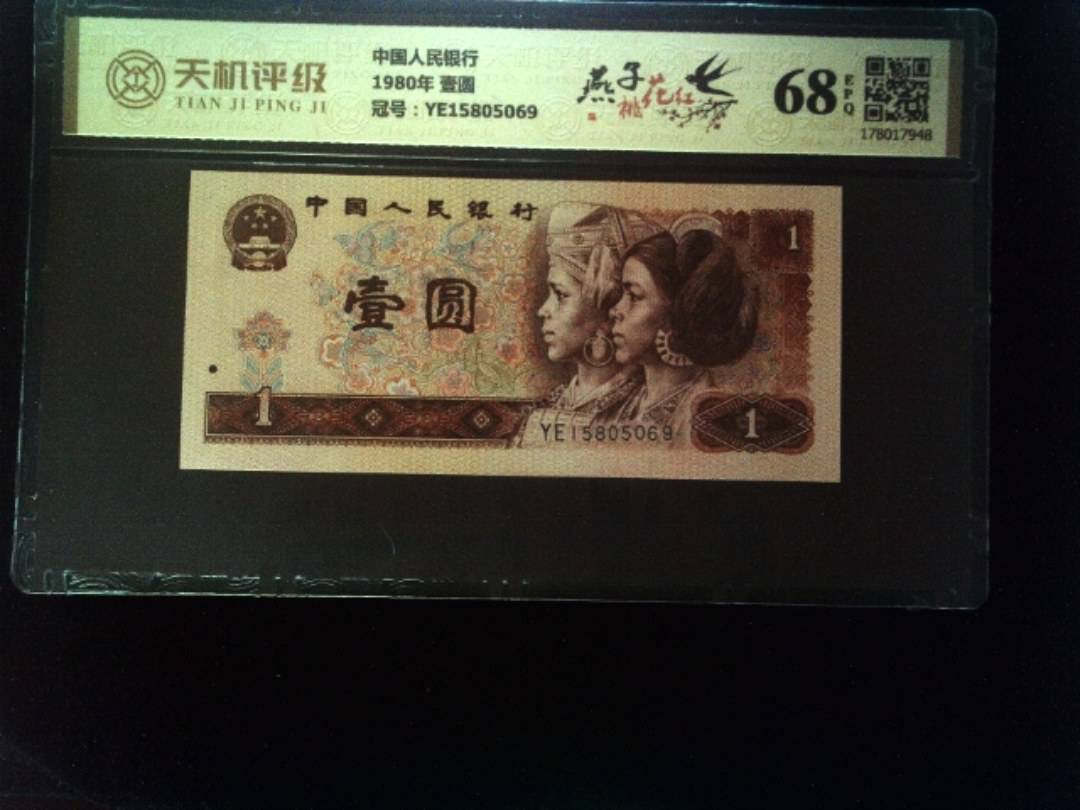 天机评级
TIAN JI PING JI
中国人民银行
1980年 壹圆
冠号：YE15805069
燕子
桃花红
68
EPQ
178017948
中国人民银行
1
壹圆
1
YE15805069
1